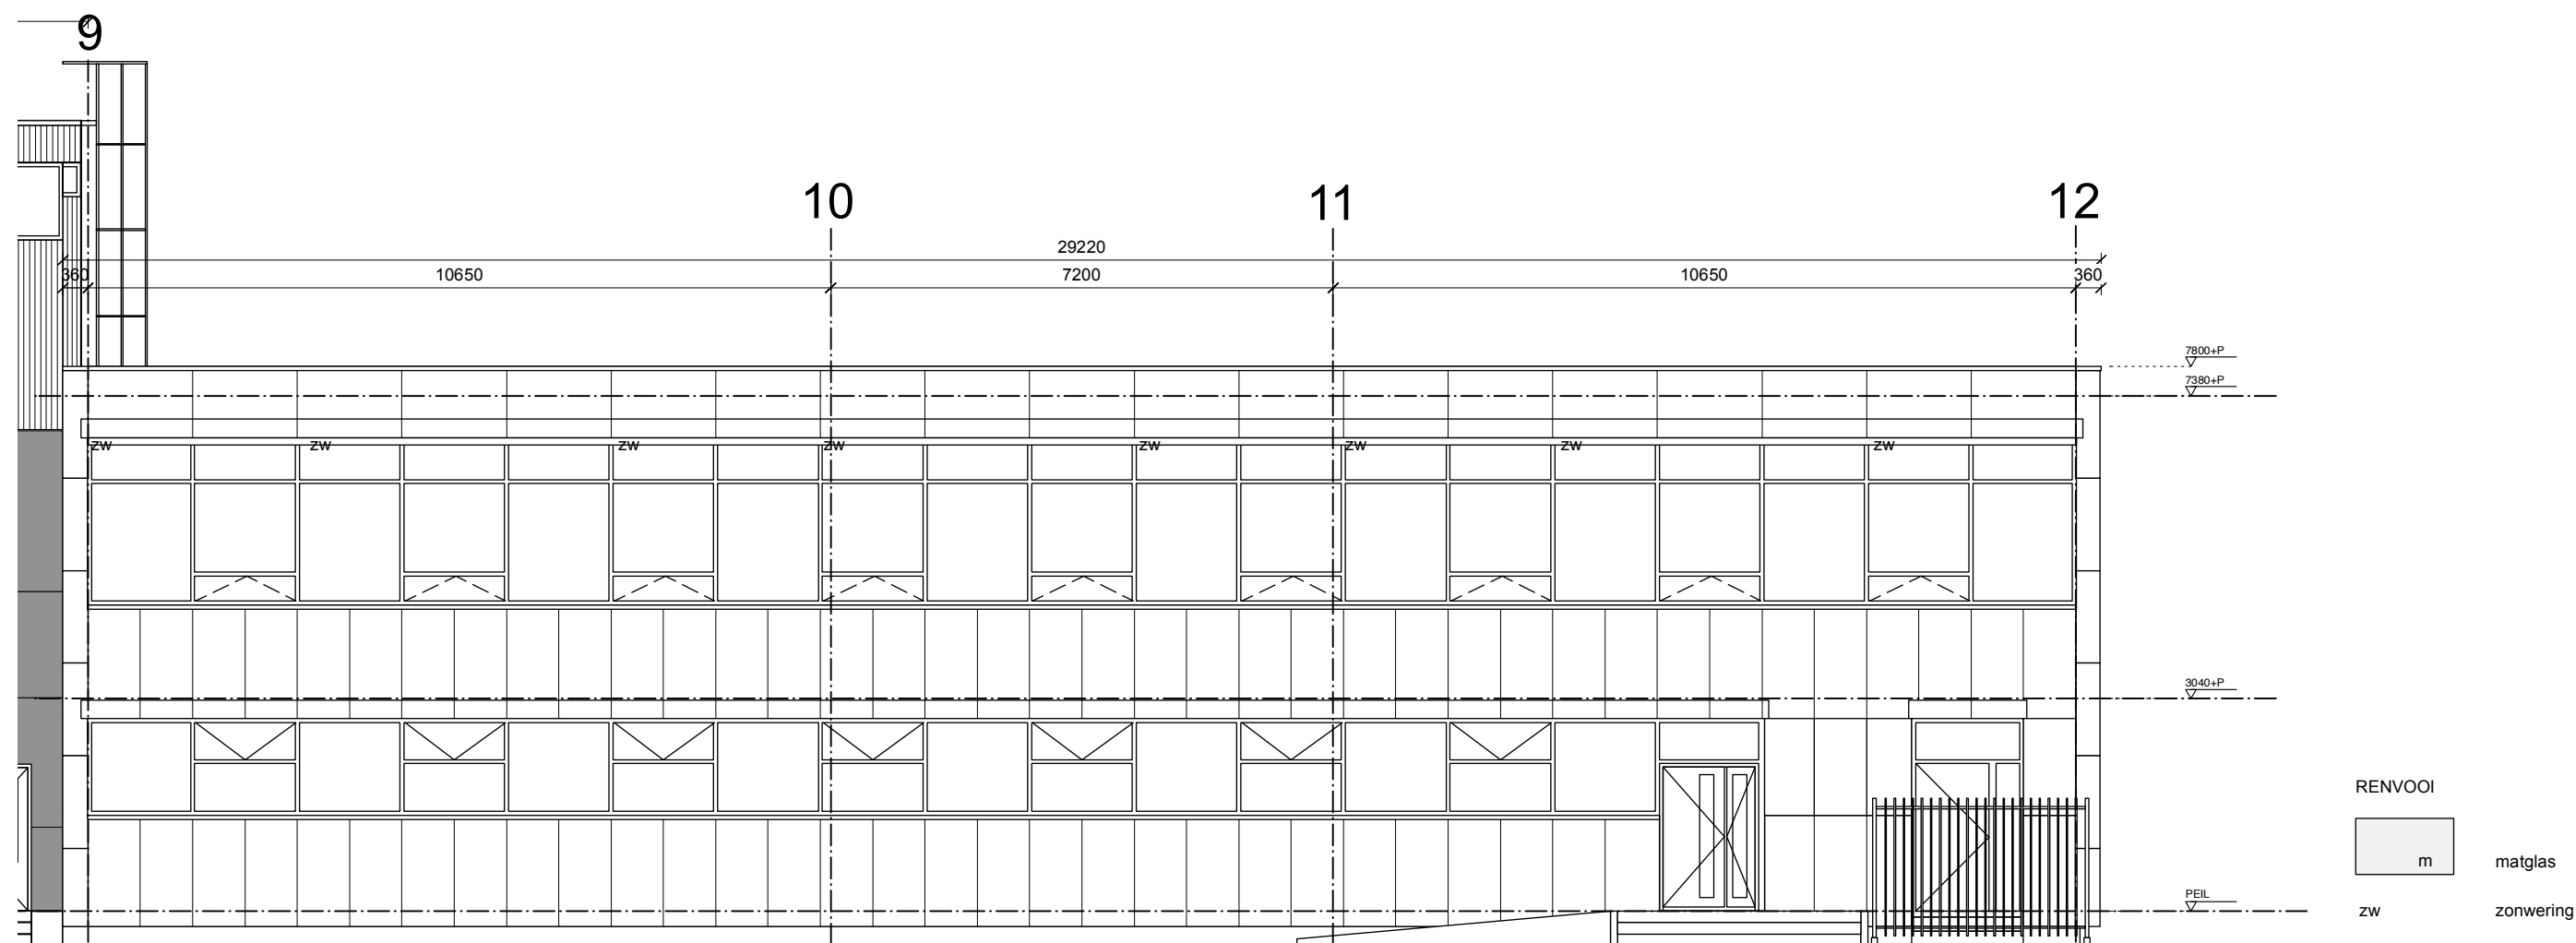 9
10 11 12
29220
360 10650 7200 10650 360
7800+P
7380+P
zw zw zw zw zw zw zw zw
3040+P
RENVOOI
m matglas
PEIL
zw zonwering